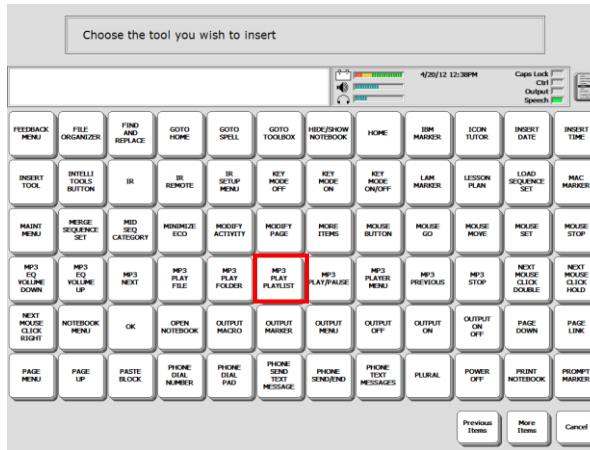 Choose the tool you wish to insert
4/20/12 12:38PM
Caps Lock
Ctrl
Output
Speech
FEEDBACK MENU
FILE ORGANIZER
FIND AND REPLACE
GOTO HOME
GOTO SPELL
GOTO TOOLBOX
HIDE/SHOW NOTEBOOK
HOME
IBM MARKER
ICON TUTOR
INSERT DATE
INSERT TIME
INSERT TOOL
INTELLI TOOLS BUTTON
IR
IR REMOTE
IR SETUP MENU
KEY MODE OFF
KEY MODE ON
KEY MODE ON/OFF
LAM MARKER
LESSON PLAN
LOAD SEQUENCE SET
MAC MARKER
MAINT MENU
MERGE SEQUENCE SET
MID SEQ CATEGORY
MINIMIZE ECO
MODIFY ACTIVITY
MODIFY PAGE
MORE ITEMS
MOUSE BUTTON
MOUSE GO
MOUSE MOVE
MOUSE SET
MOUSE STOP
MP3 EQ VOLUME DOWN
MP3 EQ VOLUME UP
MP3 NEXT
MP3 PLAY FILE
MP3 PLAY FOLDER
MP3 PLAY PLAYLIST
MP3 PLAY/PAUSE
MP3 PLAYER MENU
MP3 PREVIOUS
MP3 STOP
NEXT MOUSE CLICK DOUBLE
NEXT MOUSE CLICK HOLD
NEXT MOUSE CLICK RIGHT
NOTEBOOK MENU
OK
OPEN NOTEBOOK
OUTPUT MACRO
OUTPUT MARKER
OUTPUT MENU
OUTPUT OFF
OUTPUT ON
OUTPUT ON OFF
PAGE DOWN
PAGE LINK
PAGE MENU
PAGE UP
PASTE BLOCK
PHONE DIAL NUMBER
PHONE DIAL PAD
PHONE SEND TEXT MESSAGE
PHONE SEND/END
PHONE TEXT MESSAGES
PLURAL
POWER OFF
PRINT NOTEBOOK
PROMPT MARKER
Previous Items
More Items
Cancel